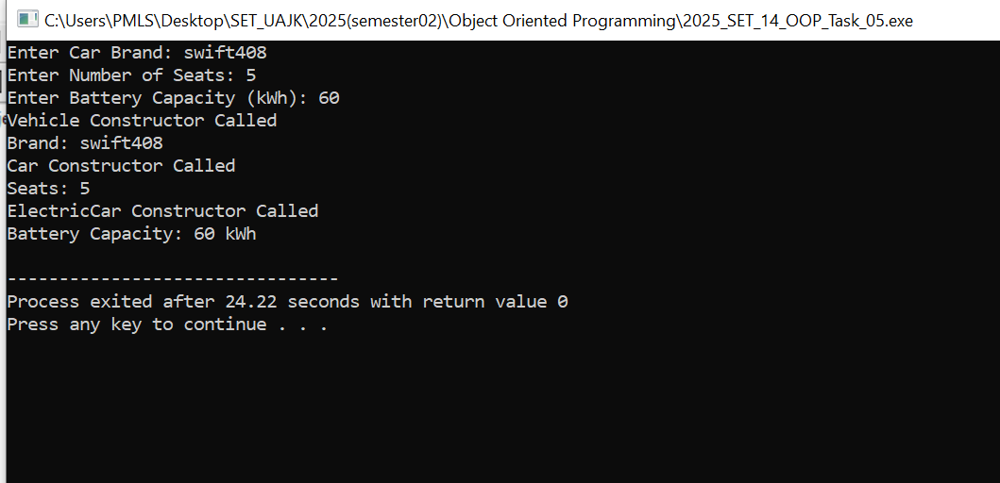 C:\Users\PMLS\Desktop\SET_UAJK\2025(semester02)\Object Oriented Programming\2025_SET_14_OOP_Task_05.exe
Enter Car Brand: swift408
Enter Number of Seats: 5
Enter Battery Capacity (kWh): 60
Vehicle Constructor Called
Brand: swift408
Car Constructor Called
Seats: 5
ElectricCar Constructor Called
Battery Capacity: 60 kWh
--------------------------------
Process exited after 24.22 seconds with return value 0
Press any key to continue . . .